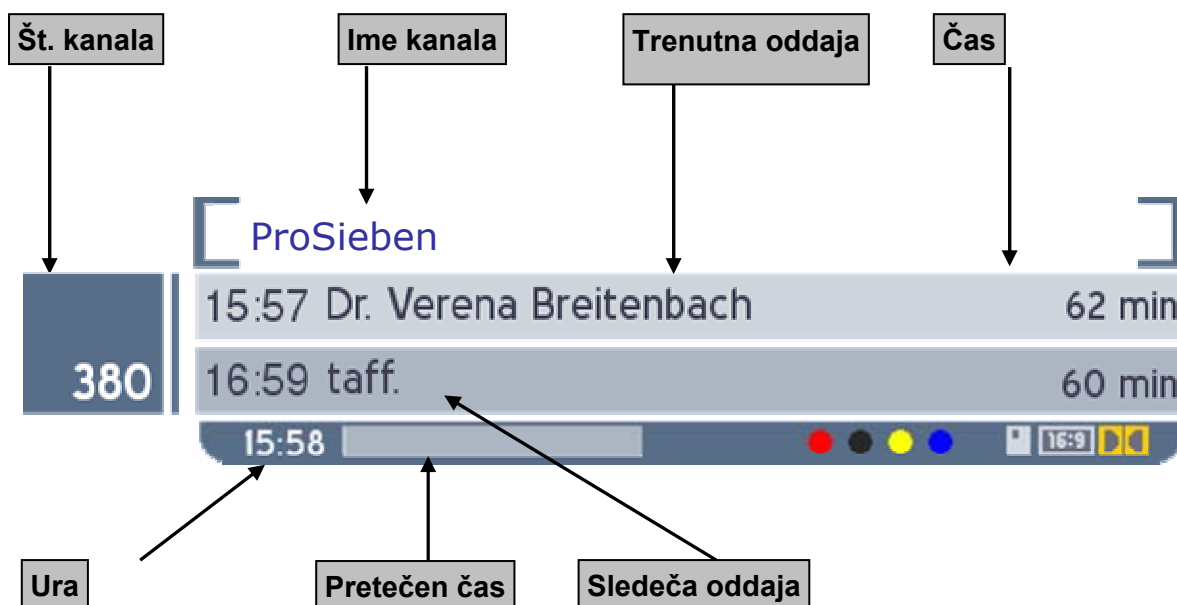 Št. kanala
Ime kanala
Trenutna oddaja
Čas
ProSieben
15:57 Dr. Verena Breitenbach 62 min
380
16:59 taff. 60 min
15:58
16:9
Ura
Pretečen čas
Sledeča oddaja